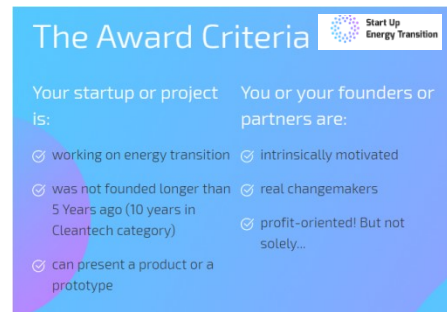 The Award Criteria
Start Up
Energy Transition
Your startup or project
is:
working on energy transition
was not founded longer than
5 Years ago (10 years in
Cleantech category)
can present a product or a
prototype
You or your founders or
partners are:
intrinsically motivated
real changemakers
profit-oriented! But not
solely...